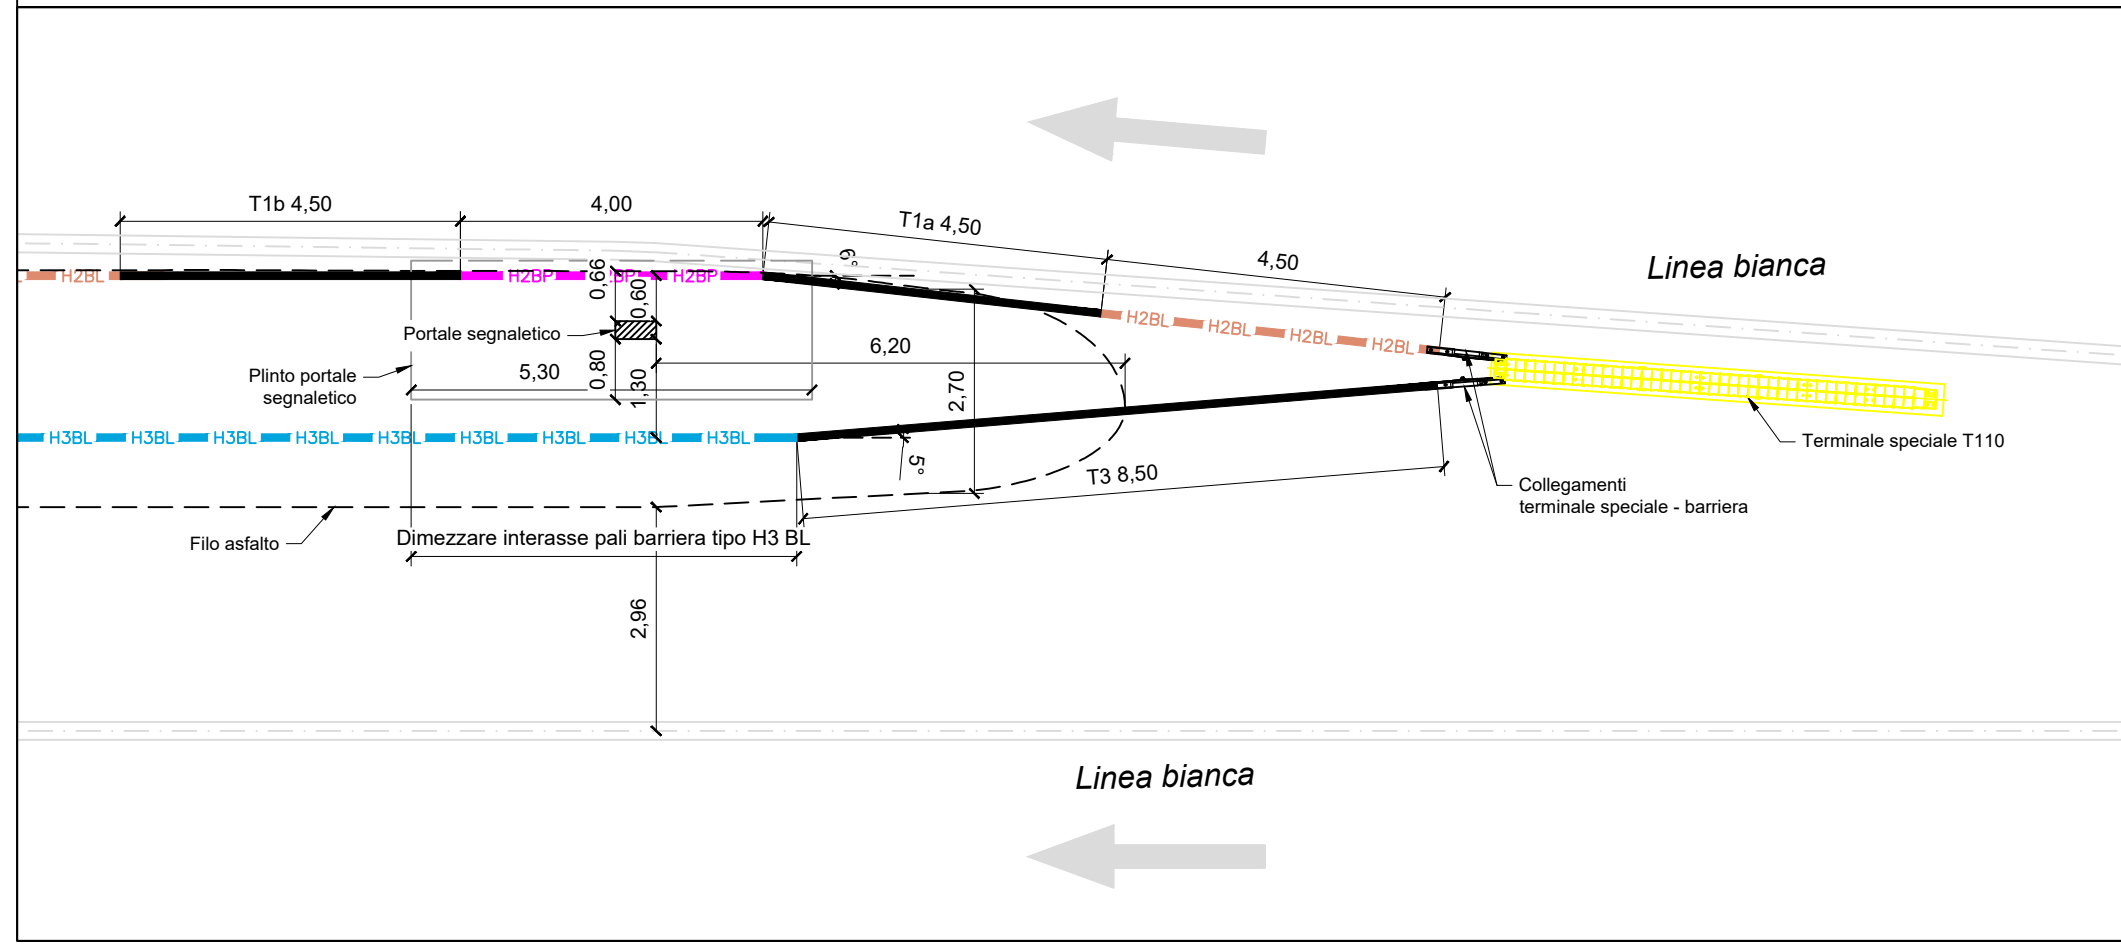 T1b 4,50
4,00
T1a 4,50
4,50
Linea bianca
6°
H2BL
H2BP
H2BP
H2BP
0,66
0,60
H2BL
H2BL
H2BL
H2BL
Portale segnaletico
6,20
Plinto portale
segnaletico
5,30
0,80
1,30
2,70
H3BL
H3BL
H3BL
H3BL
H3BL
H3BL
H3BL
H3BL
H3BL
5°
T3 8,50
Terminale speciale T110
Collegamenti
terminale speciale - barriera
Filo asfalto
Dimezzare interasse pali barriera tipo H3 BL
2,96
Linea bianca